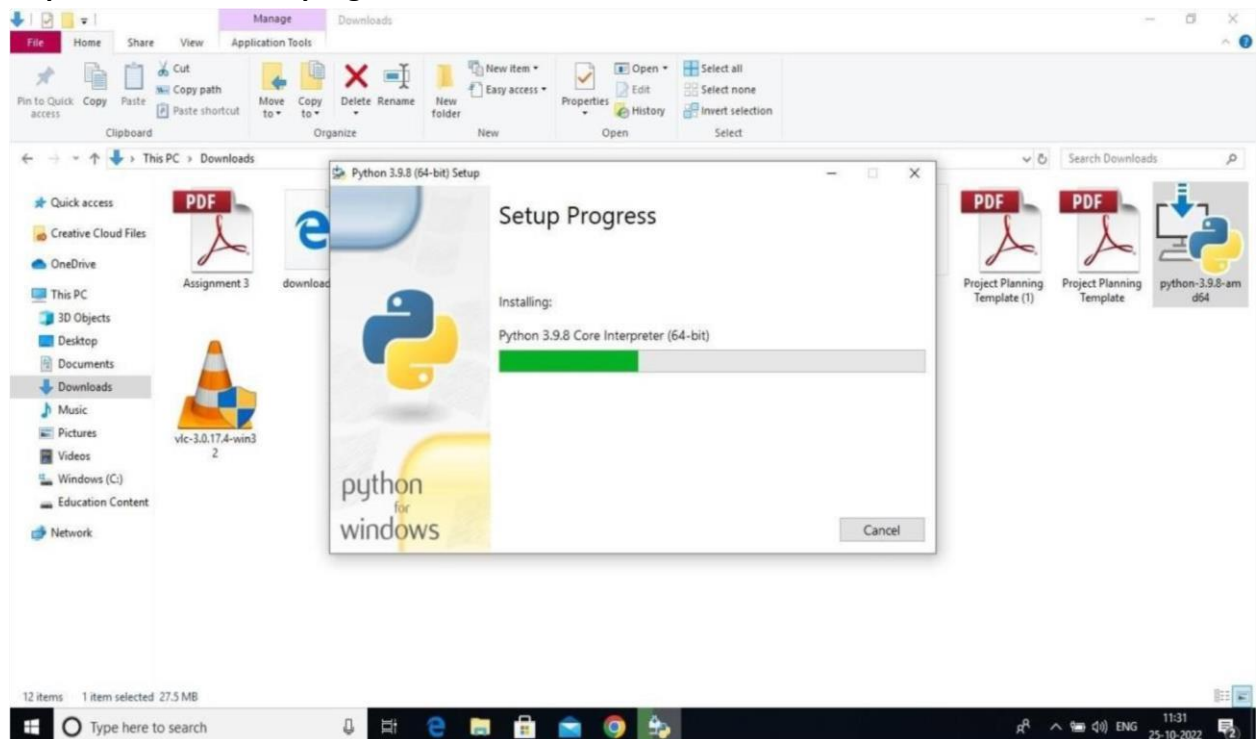 Manage
Downloads
File
Home
Share
View
Application Tools
Pin to Quick access
Copy
Paste
Cut
Copy path
Paste shortcut
Clipboard
Move to
Copy to
Delete
Rename
Organize
New folder
New item
Easy access
New
Properties
Open
Edit
History
Open
Select all
Select none
Invert selection
Select
This PC > Downloads
Search Downloads
Quick access
Creative Cloud Files
OneDrive
This PC
3D Objects
Desktop
Documents
Downloads
Music
Pictures
Videos
Windows (C:)
Education Content
Network
PDF
Assignment 3
download
vlc-3.0.17.4-win3
2
Python 3.9.8 (64-bit) Setup
Setup Progress
Installing:
Python 3.9.8 Core Interpreter (64-bit)
python
for
windows
Cancel
PDF
Project Planning
Template (1)
PDF
Project Planning
Template
python-3.9.8-am
d64
12 items
1 item selected 27.5 MB
Type here to search
ENG
11:31
25-10-2022
2